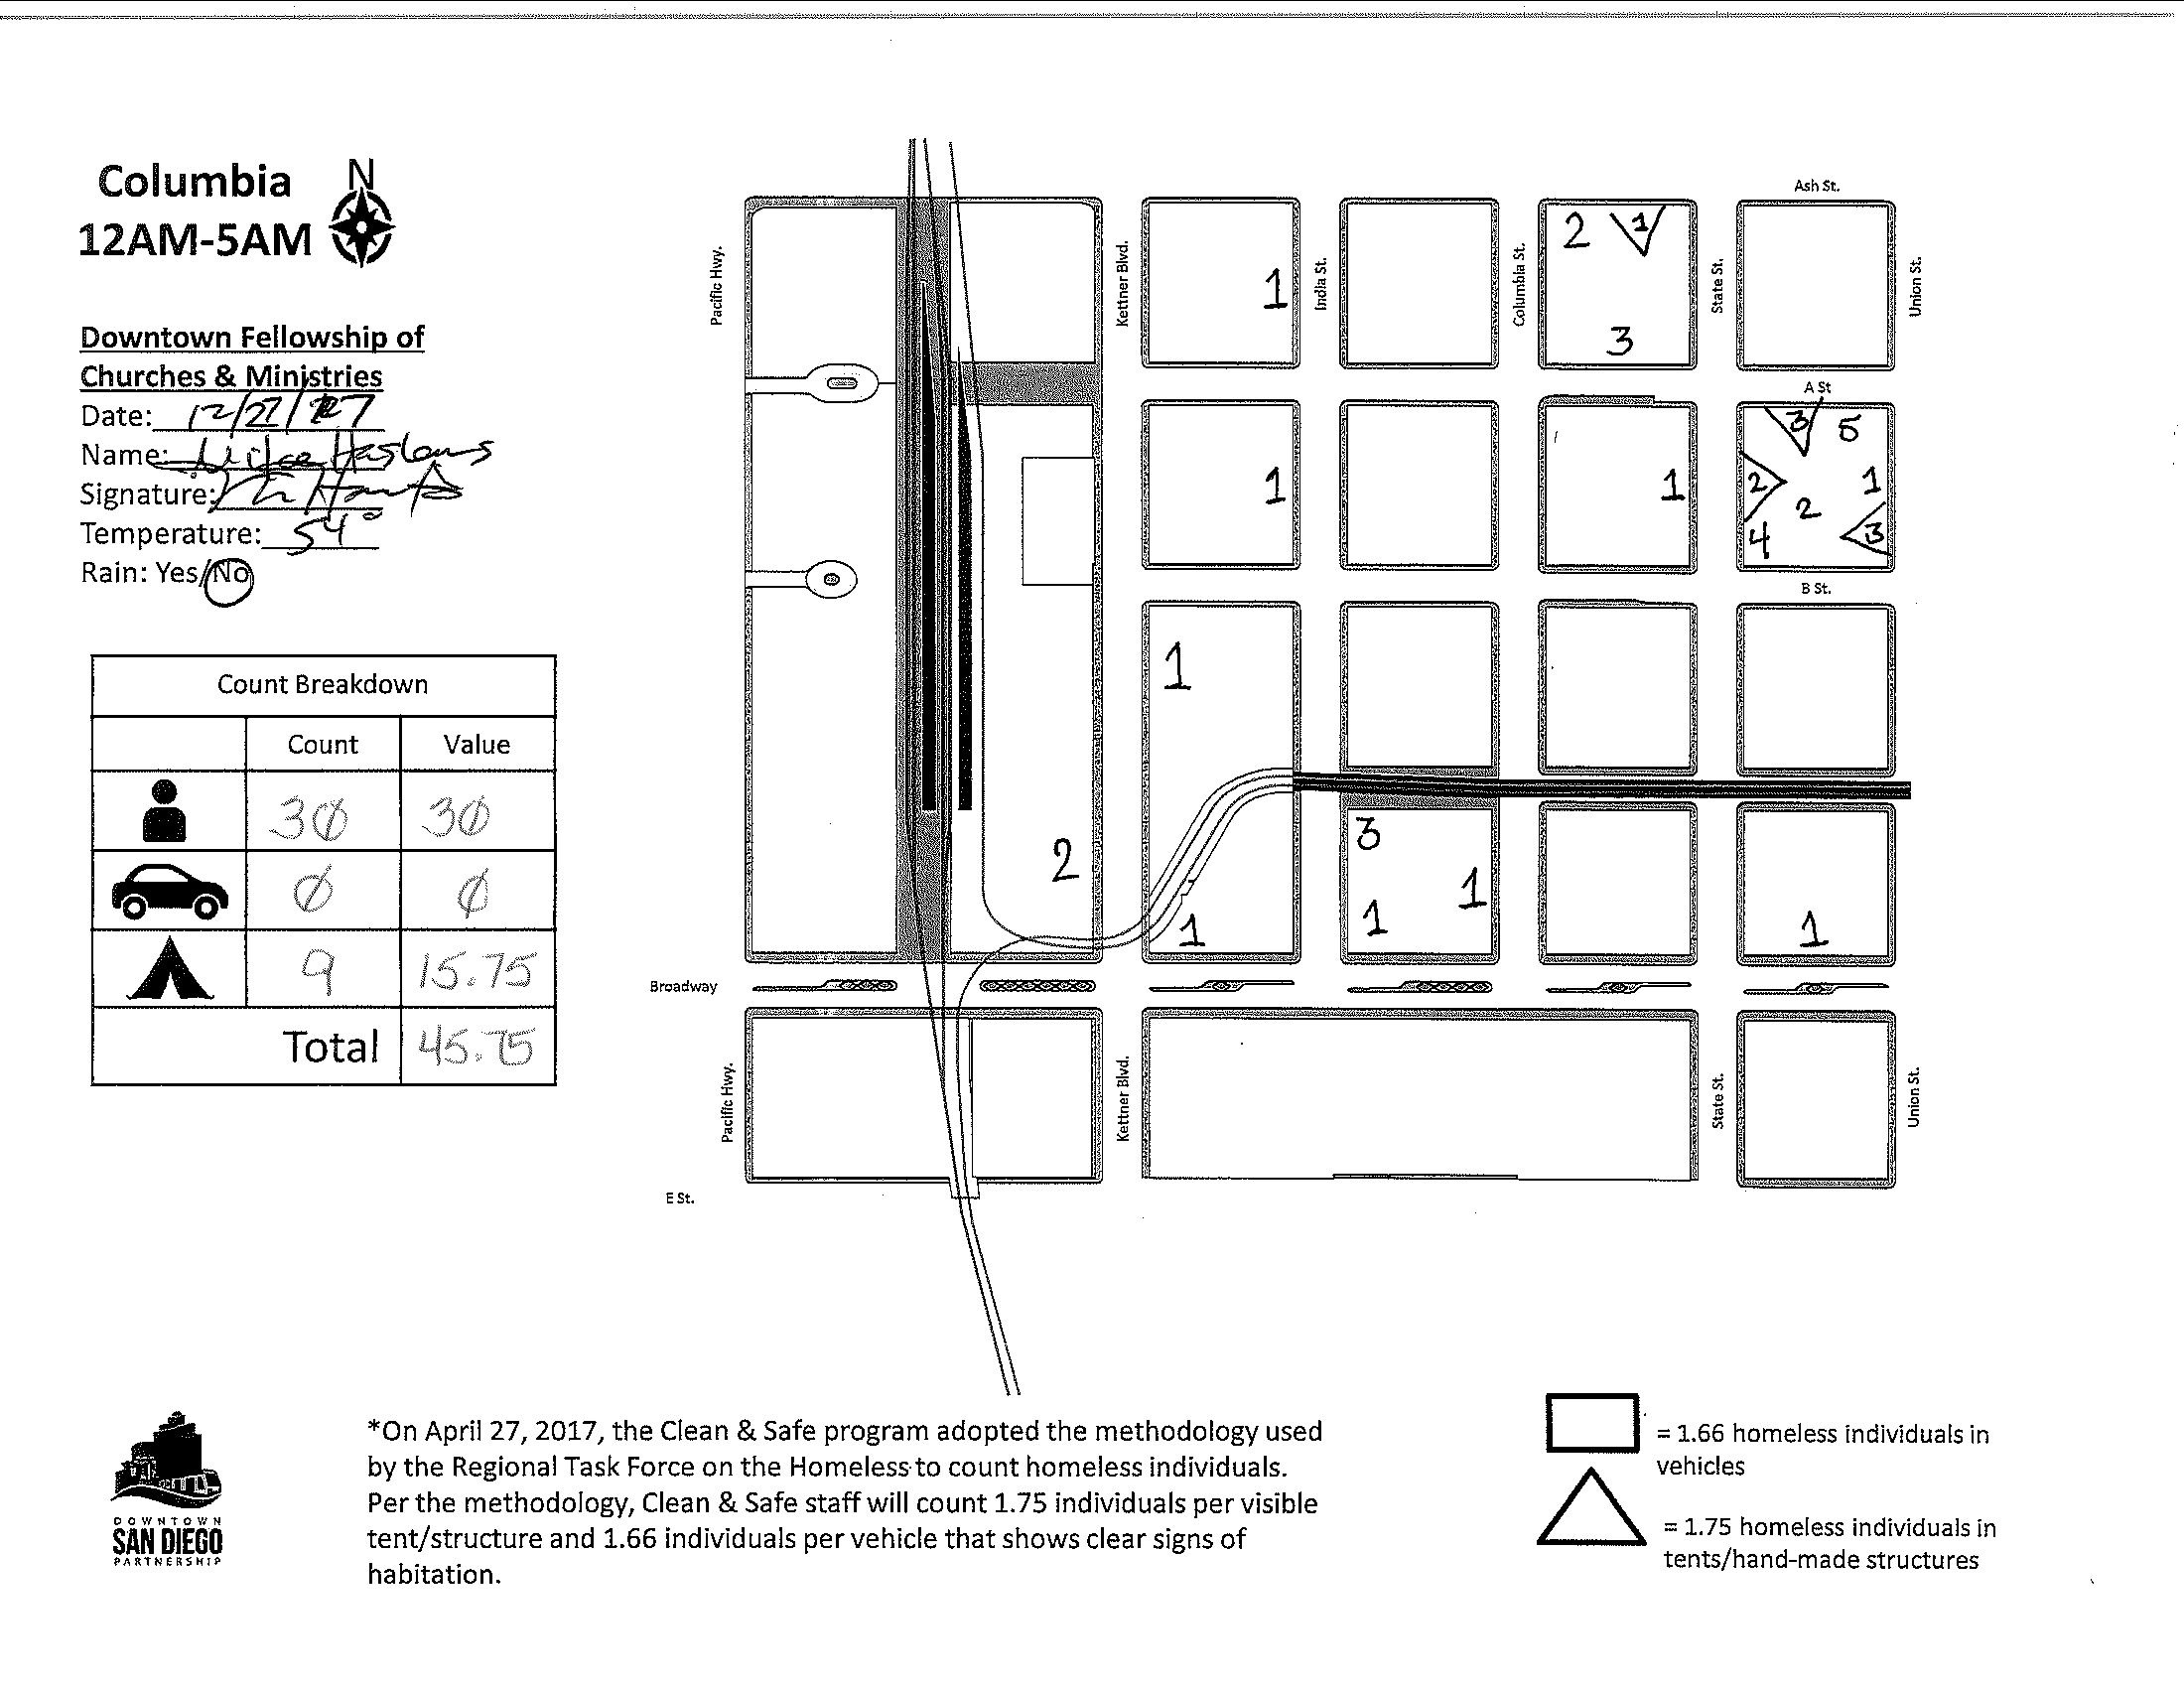 Columbia
N
12AM-5AM
Downtown Fellowship of
Churches & Ministries
Date: 12/27/
Name:
Signature:
Temperature: 54°
Rain: Yes/No
Count Breakdown
Count Value
30 30
0 0
9 15.75
Total 45.75
Ash St.
Pacific Hwy.
Kettner Blvd.
India St.
Columbia St.
State St.
Union St.
2 1
1
3
A St
3 5
1 1 2 1
2
4 3
B St.
1
3
2 1
1 1 1
Broadway
Pacific Hwy.
Kettner Blvd.
State St.
Union St.
E St.
DOWNTOWN
SAN DIEGO
PARTNERSHIP
*On April 27, 2017, the Clean & Safe program adopted the methodology used
by the Regional Task Force on the Homeless to count homeless individuals.
Per the methodology, Clean & Safe staff will count 1.75 individuals per visible
tent/structure and 1.66 individuals per vehicle that shows clear signs of
habitation.
= 1.66 homeless individuals in
vehicles
= 1.75 homeless individuals in
tents/hand-made structures